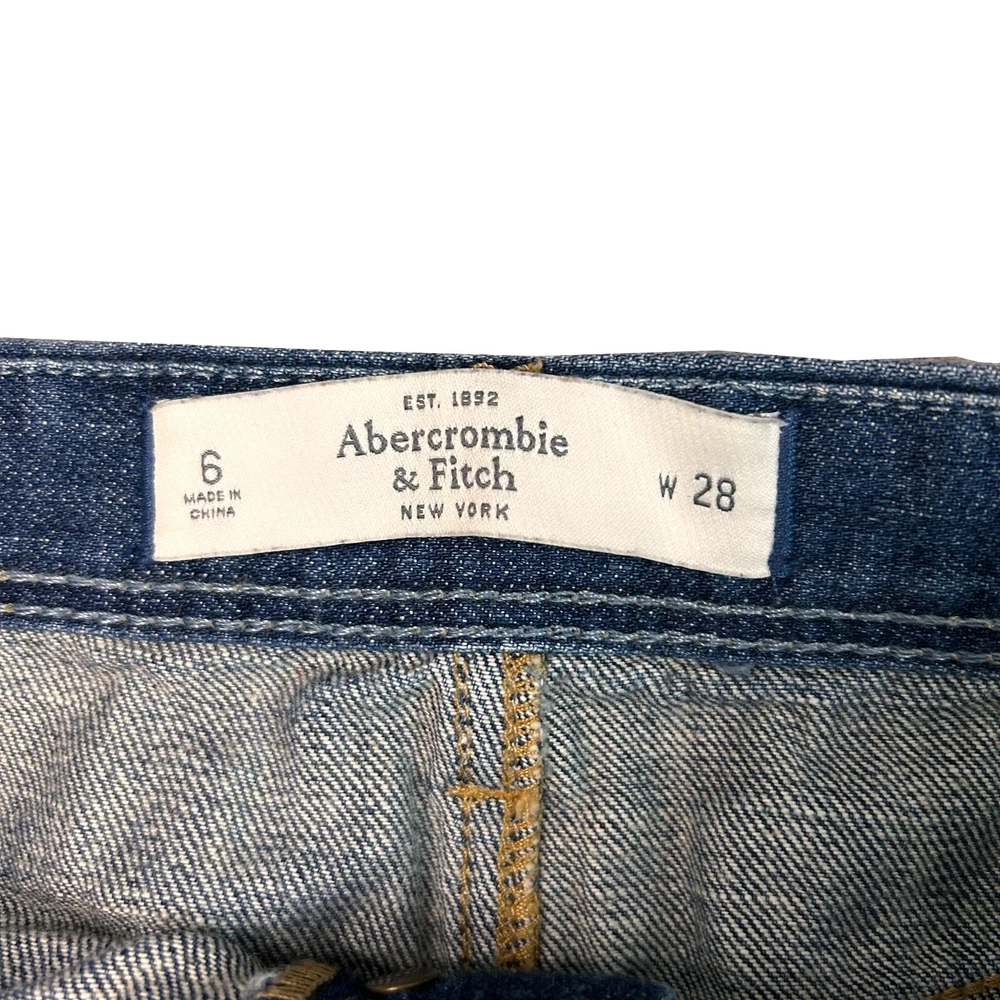 EST. 1892
Abercrombie
& Fitch
NEW YORK
6
MADE IN
CHINA
W 28